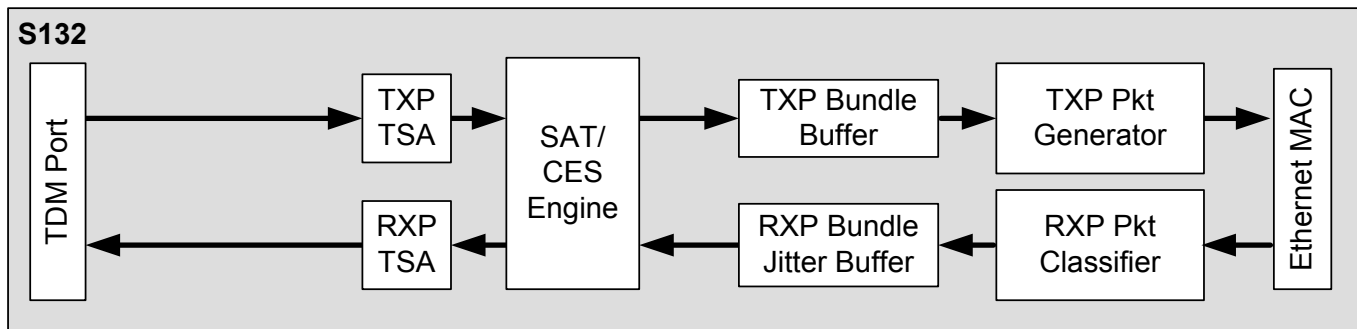 S132
TDM Port
TXP
TSA
SAT/
CES
Engine
TXP Bundle
Buffer
TXP Pkt
Generator
Ethernet MAC
RXP
TSA
RXP Bundle
Jitter Buffer
RXP Pkt
Classifier